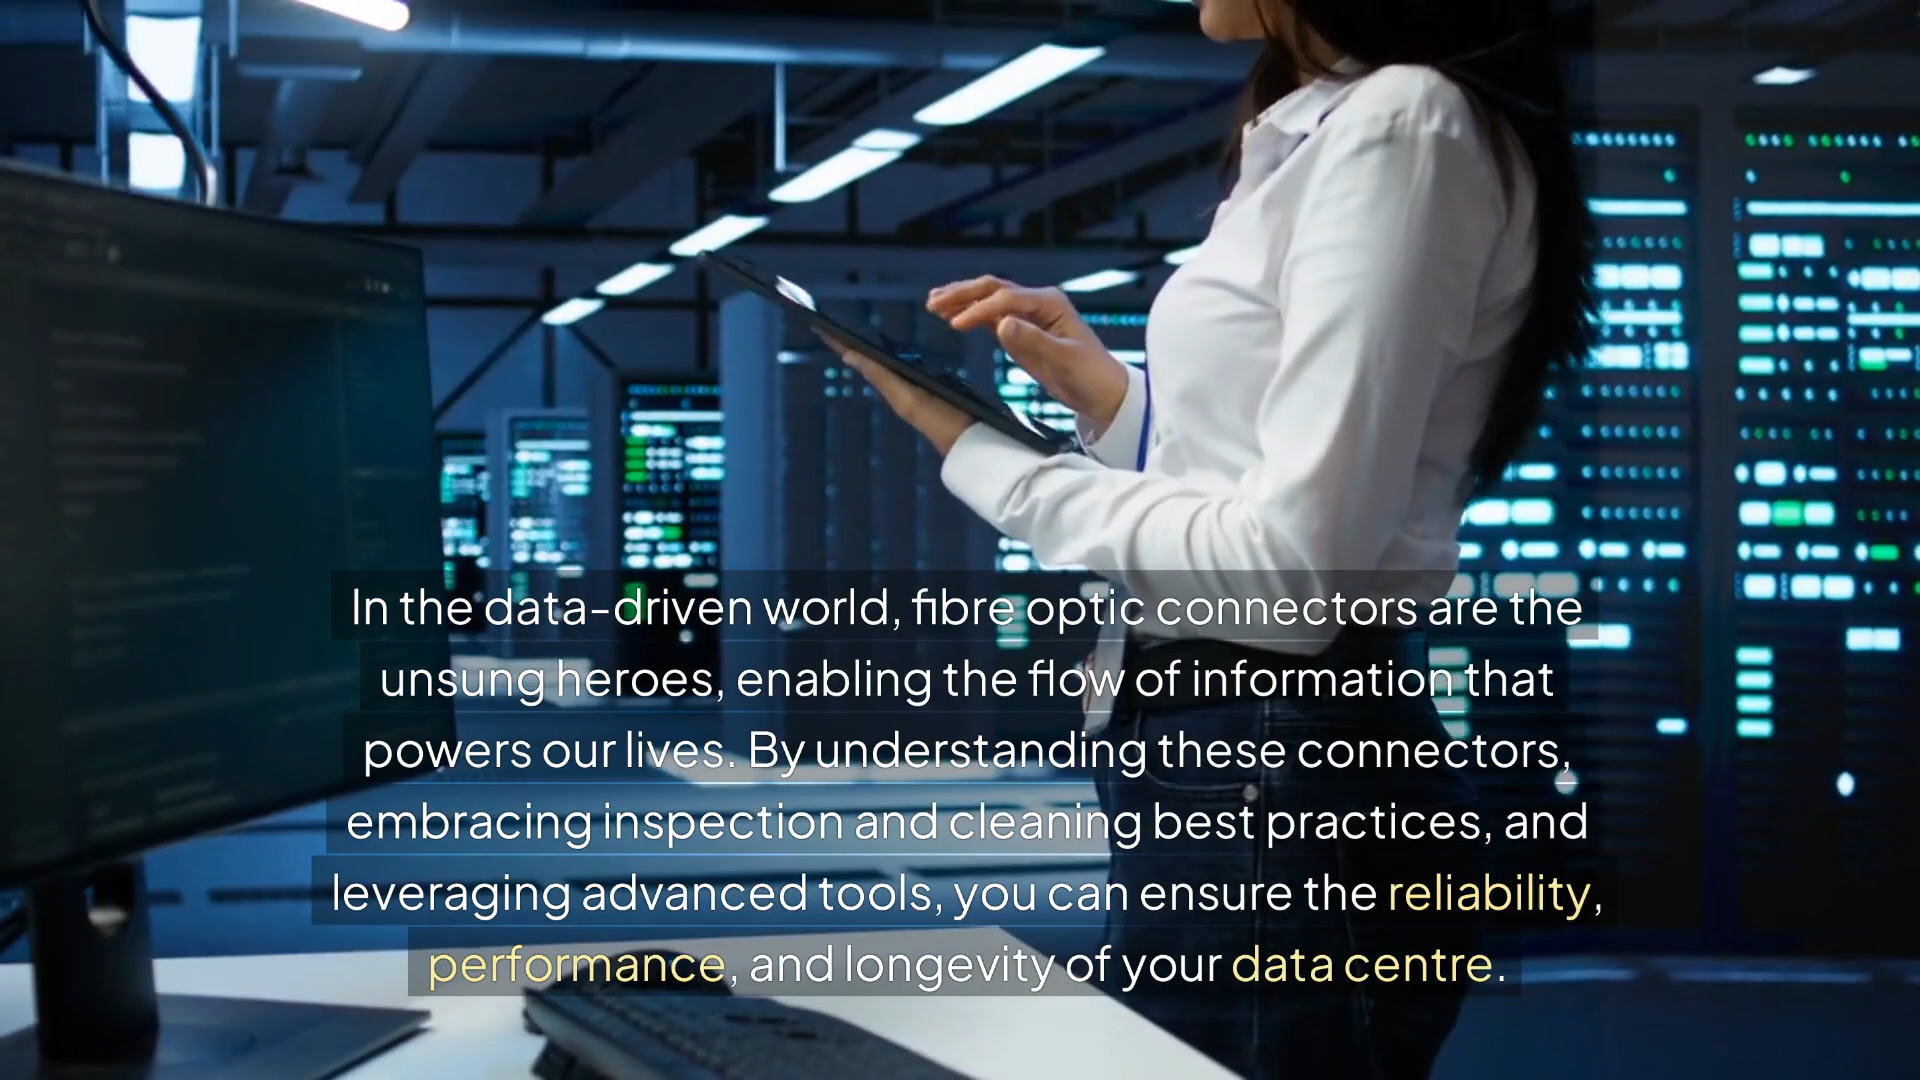 In the data-driven world, fibre optic connectors are the
unsung heroes, enabling the flow of information that
powers our lives. By understanding these connectors,
embracing inspection and cleaning best practices, and
leveraging advanced tools, you can ensure the reliability,
performance, and longevity of your data centre.